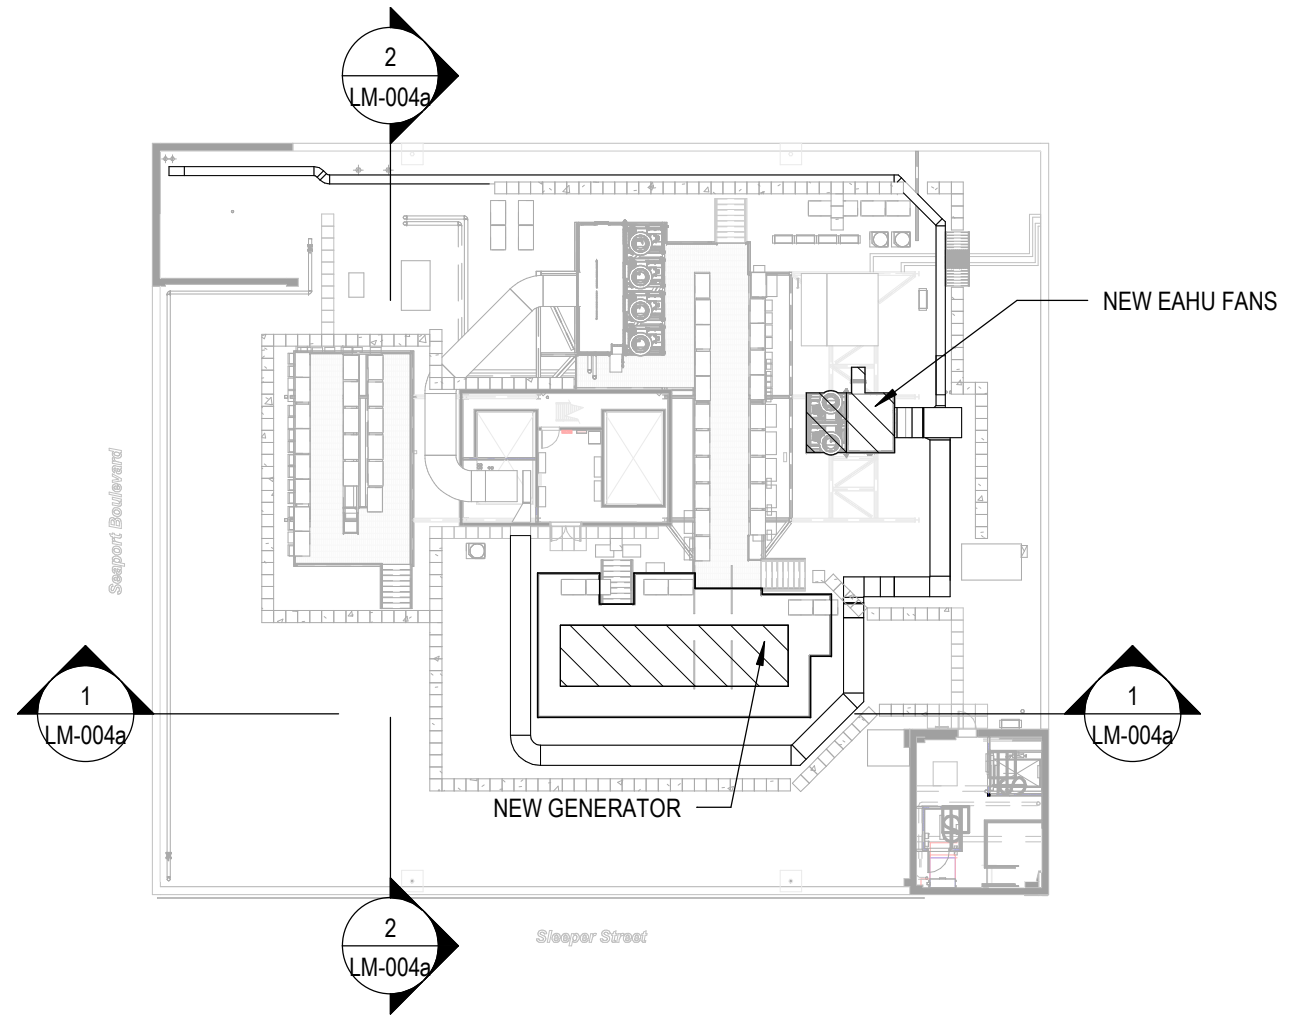 2
LM-004a
NEW EAHU FANS
Seaport Boulevard
1
LM-004a
1
LM-004a
NEW GENERATOR
2
LM-004a
Sleeper Street